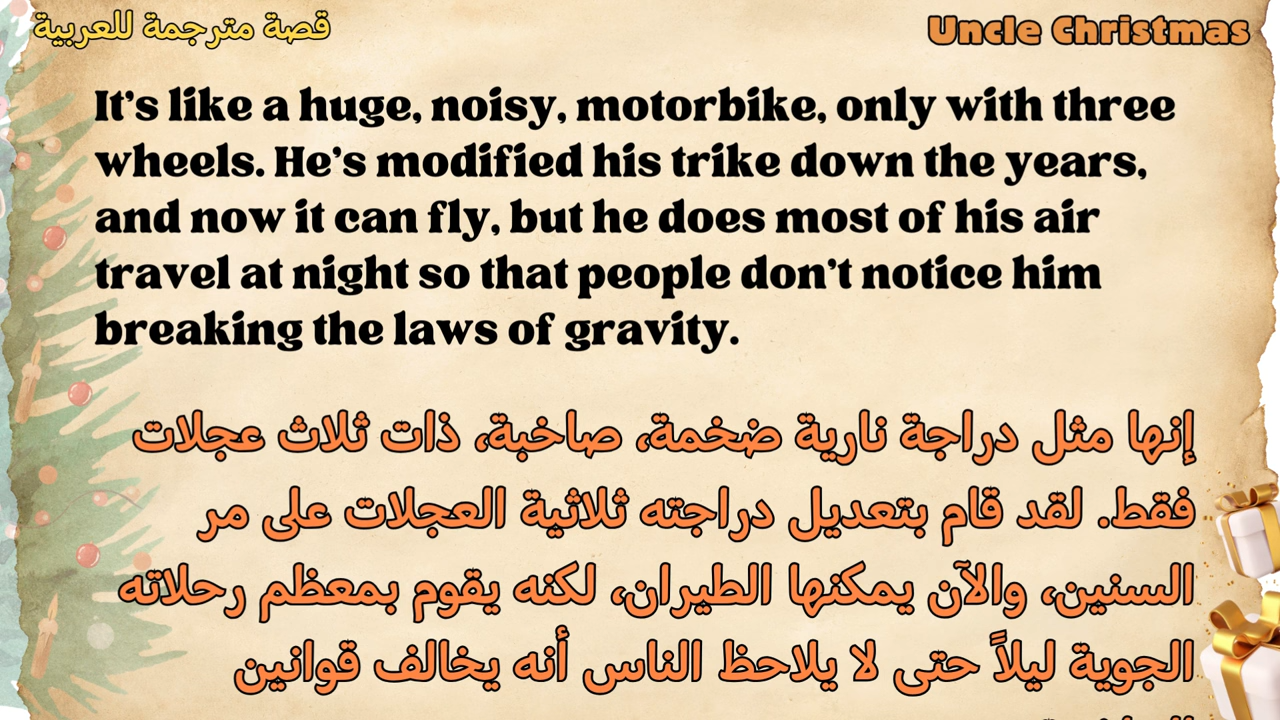 قصة مترجمة للعربية
Uncle Christmas
It’s like a huge, noisy, motorbike, only with three
wheels. He’s modified his trike down the years,
and now it can fly, but he does most of his air
travel at night so that people don’t notice him
breaking the laws of gravity.
إنها مثل دراجة نارية ضخمة، صاخبة، ذات ثلاث عجلات
فقط. لقد قام بتعديل دراجته ثلاثية العجلات على مر
السنين، والآن يمكنها الطيران، لكنه يقوم بمعظم رحلاته
الجوية ليلاً حتى لا يلاحظ الناس أنه يخالف قوانين